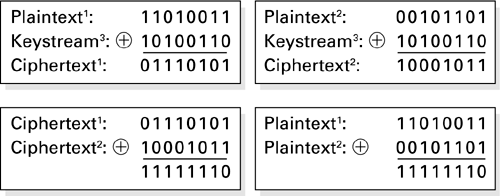 Plaintext¹: 11010011
Keystream³: ⊕ 10100110
Ciphertext¹: 01110101
Plaintext²: 00101101
Keystream³: ⊕ 10100110
Ciphertext²: 10001011
Ciphertext¹: 01110101
Ciphertext²: ⊕ 10001011
11111110
Plaintext¹: 11010011
Plaintext²: ⊕ 00101101
11111110